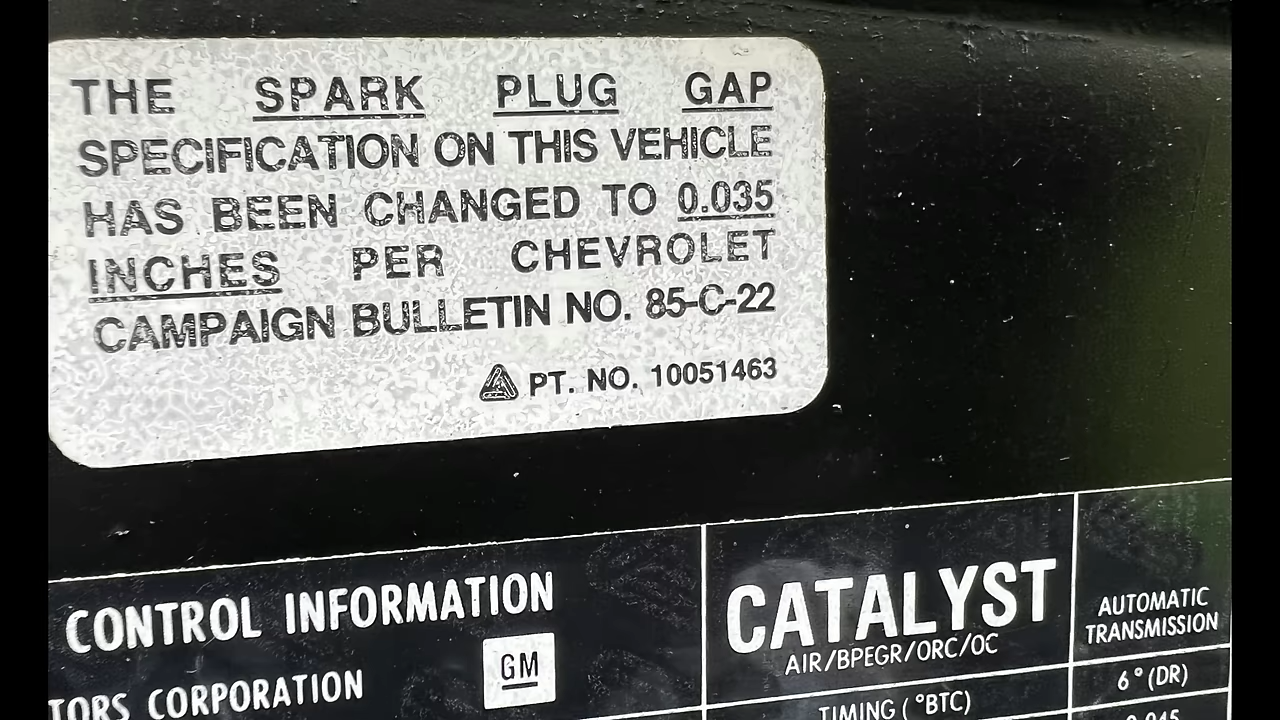 THE SPARK PLUG GAP
SPECIFICATION ON THIS VEHICLE
HAS BEEN CHANGED TO 0.035
INCHES PER CHEVROLET
CAMPAIGN BULLETIN NO. 85-C-22
PT. NO. 10051463
CONTROL INFORMATION
TORS CORPORATION
GM
CATALYST
AIR/BPEGR/ORC/OC
TIMING (°BTC)
AUTOMATIC
TRANSMISSION
6° (DR)
0.045